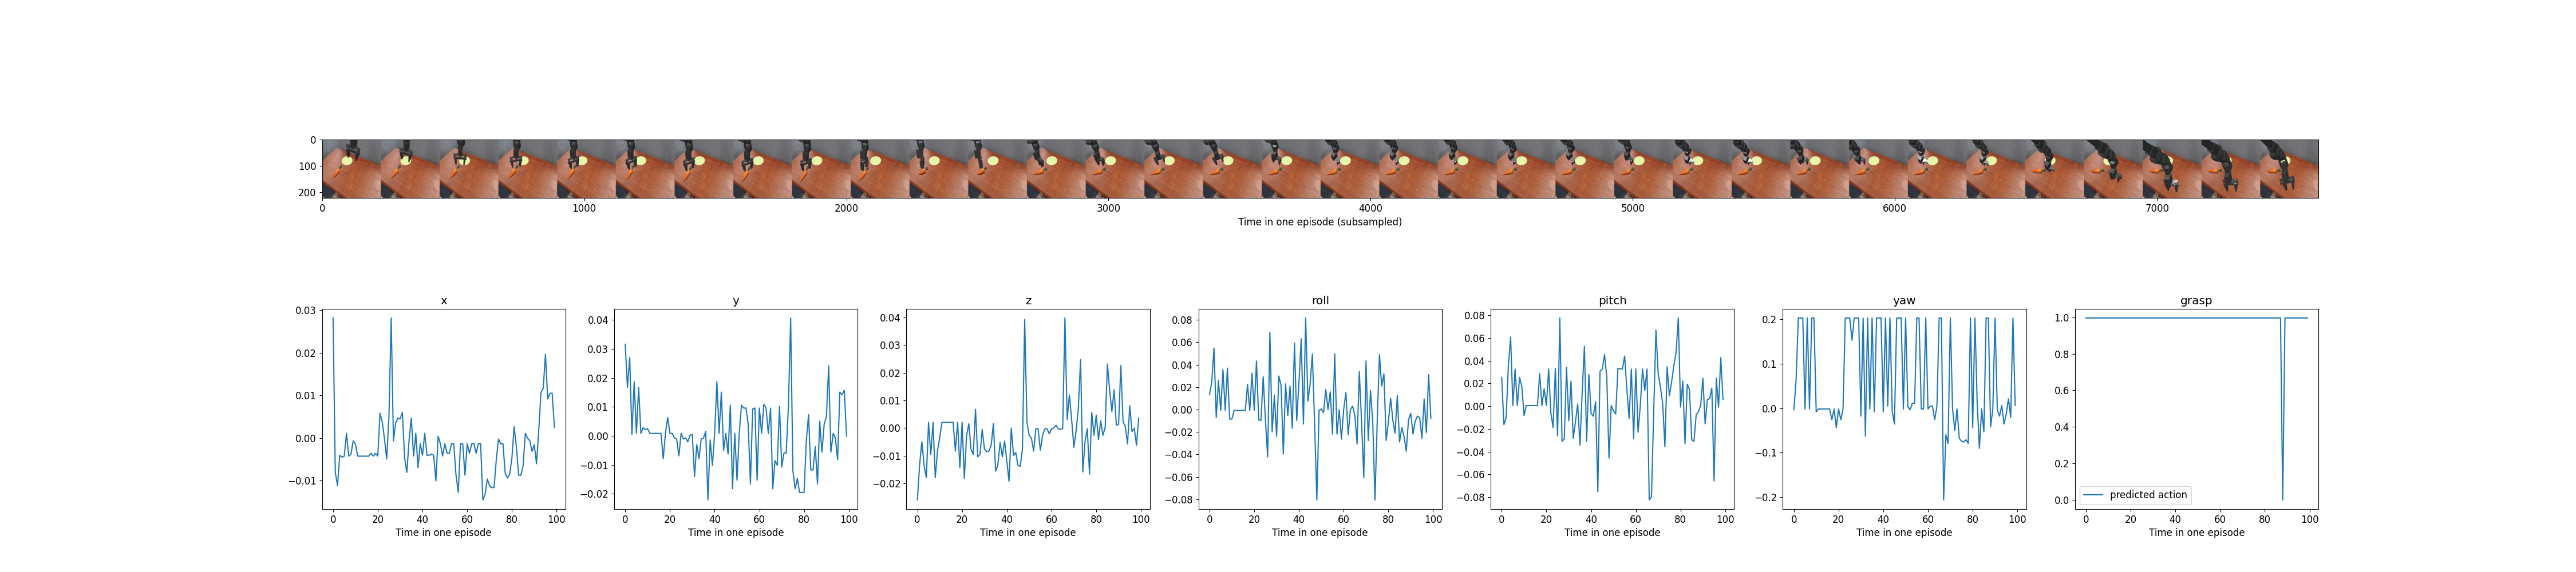 0
100
200
0 1000 2000 3000 4000 5000 6000 7000
Time in one episode (subsampled)
x
0.03
0.02
0.01
0.00
−0.01
0 20 40 60 80 100
Time in one episode
y
0.04
0.03
0.02
0.01
0.00
−0.01
−0.02
0 20 40 60 80 100
Time in one episode
z
0.04
0.03
0.02
0.01
0.00
−0.01
−0.02
0 20 40 60 80 100
Time in one episode
roll
0.08
0.06
0.04
0.02
0.00
−0.02
−0.04
−0.06
−0.08
0 20 40 60 80 100
Time in one episode
pitch
0.08
0.06
0.04
0.02
0.00
−0.02
−0.04
−0.06
−0.08
0 20 40 60 80 100
Time in one episode
yaw
0.2
0.1
0.0
−0.1
−0.2
0 20 40 60 80 100
Time in one episode
grasp
1.0
0.8
0.6
0.4
0.2
0.0
predicted action
0 20 40 60 80 100
Time in one episode